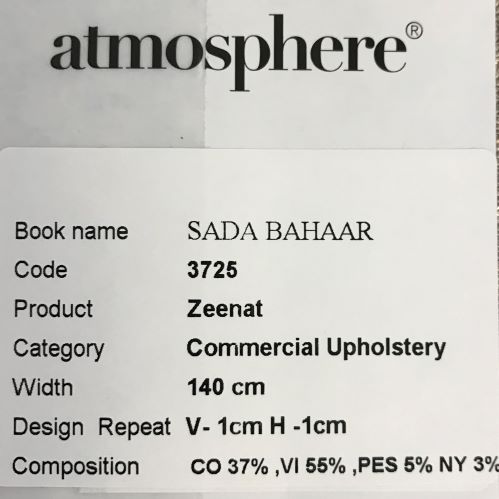 atmosphere®
Book name SADA BAHAAR
Code 3725
Product Zeenat
Category Commercial Upholstery
Width 140 cm
Design Repeat V- 1cm H -1cm
Composition CO 37% ,VI 55% ,PES 5% NY 3%